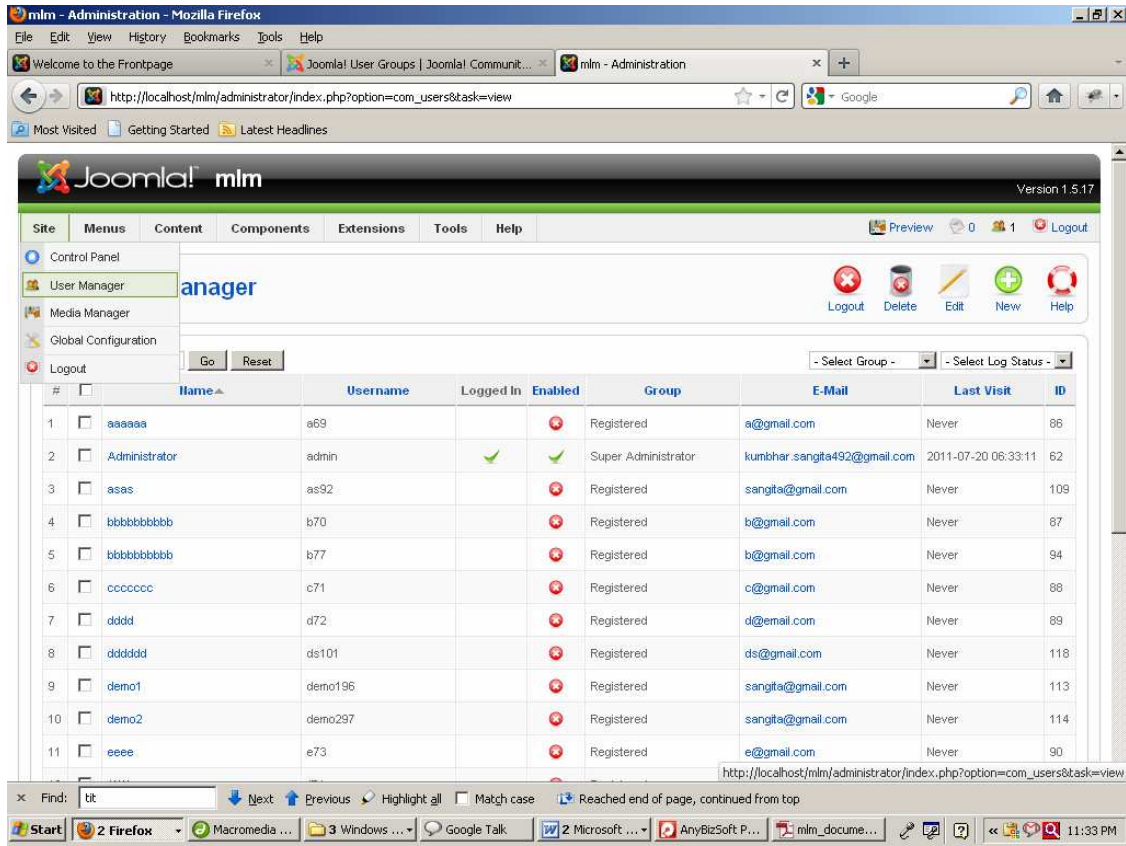 mlm - Administration - Mozilla Firefox
File Edit View History Bookmarks Tools Help
Welcome to the Frontpage
Joomla! User Groups | Joomla! Communit...
mlm - Administration
http://localhost/mlm/administrator/index.php?option=com_users&task=view
Google
Most Visited Getting Started Latest Headlines
Joomla! mlm
Version 1.5.17
Site Menus Content Components Extensions Tools Help
Preview 0 1 Logout
Control Panel
User Manager
Media Manager
Global Configuration
Logout
anager
Logout Delete Edit New Help
Go Reset
- Select Group - - Select Log Status -
# Name Username Logged In Enabled Group E-Mail Last Visit ID
1 aaaaaa a69 Registered a@gmail.com Never 86
2 Administrator admin Super Administrator kumbhar.sangita492@gmail.com 2011-07-20 06:33:11 62
3 asas as92 Registered sangita@gmail.com Never 109
4 bbbbbbbbbb b70 Registered b@gmail.com Never 87
5 bbbbbbbbbb b77 Registered b@gmail.com Never 94
6 ccccccc c71 Registered c@gmail.com Never 88
7 dddd d72 Registered d@email.com Never 89
8 dddddd ds101 Registered ds@gmail.com Never 118
9 demo1 demo196 Registered sangita@gmail.com Never 113
10 demo2 demo297 Registered sangita@gmail.com Never 114
11 eeee e73 Registered e@gmail.com Never 90
http://localhost/mlm/administrator/index.php?option=com_users&task=view
Find: tit Next Previous Highlight all Match case Reached end of page, continued from top
Start 2 Firefox Macromedia ... 3 Windows ... Google Talk 2 Microsoft ... AnyBizSoft P... mlm_docume... 11:33 PM